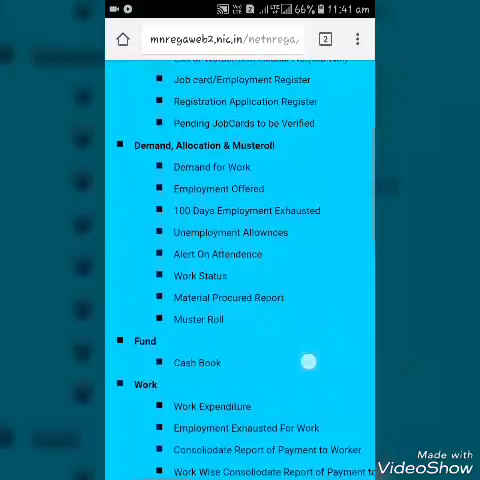 66% 11:41 am
mnregaweb2.nic.in/netnrega/
2
Job card/Employment Register
Registration Application Register
Pending JobCards to be Verified
Demand, Allocation & Musteroll
Demand for Work
Employment Offered
100 Days Employment Exhausted
Unemployment Allownces
Alert On Attendence
Work Status
Material Procured Report
Muster Roll
Fund
Cash Book
Work
Work Expenditure
Employment Exhausted For Work
Consoliodate Report of Payment to Worker
Work Wise Consoliodate Report of Payment to
Made with
VideoShow